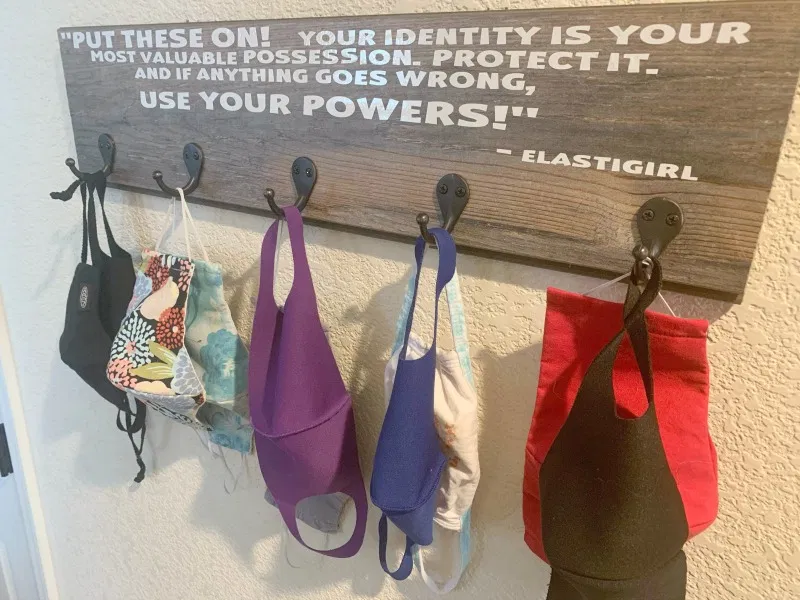 "PUT THESE ON! YOUR IDENTITY IS YOUR
MOST VALUABLE POSSESSION. PROTECT IT.
AND IF ANYTHING GOES WRONG,
USE YOUR POWERS!"
- ELASTIGIRL